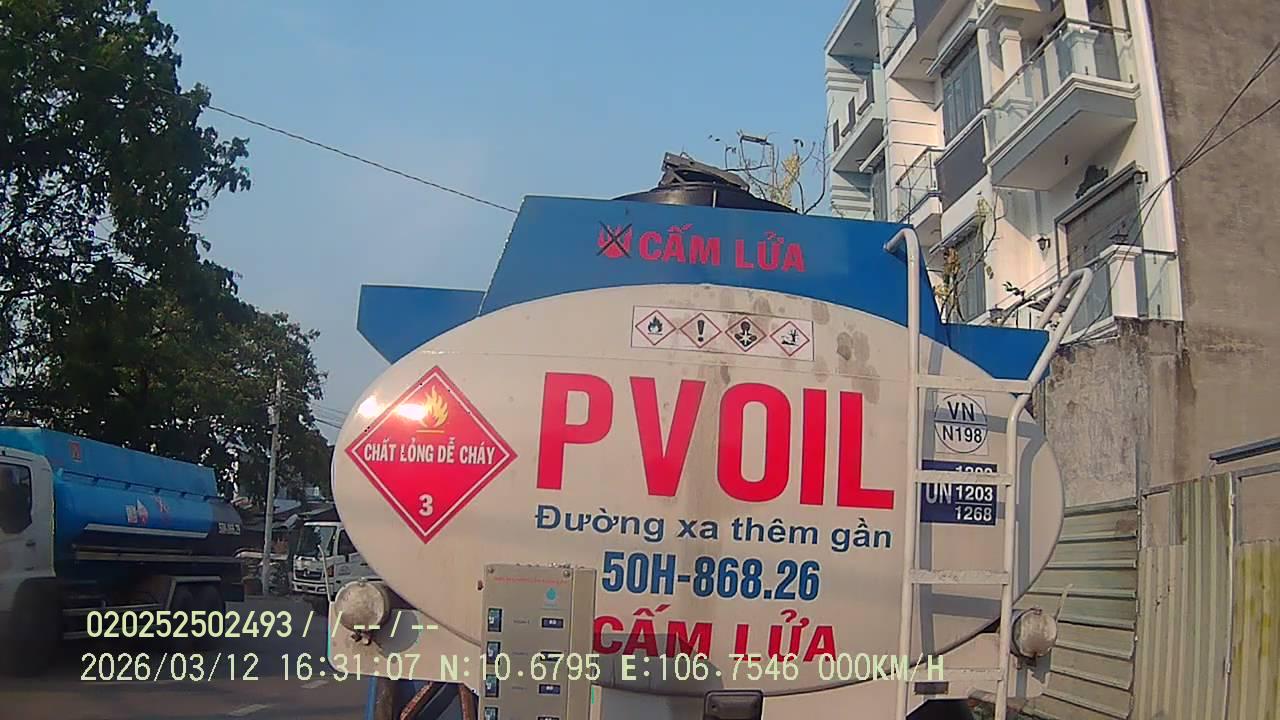 CẤM LỬA
PVOIL
CHẤT LỎNG DỄ CHÁY
3
VN
N198
UN 1203
1268
Đường xa thêm gần
50H-868.26
CẤM LỬA
020252502493 / / -- / --
2026/03/12 16:31:07 N:10.6795 E:106.7546 000KM/H